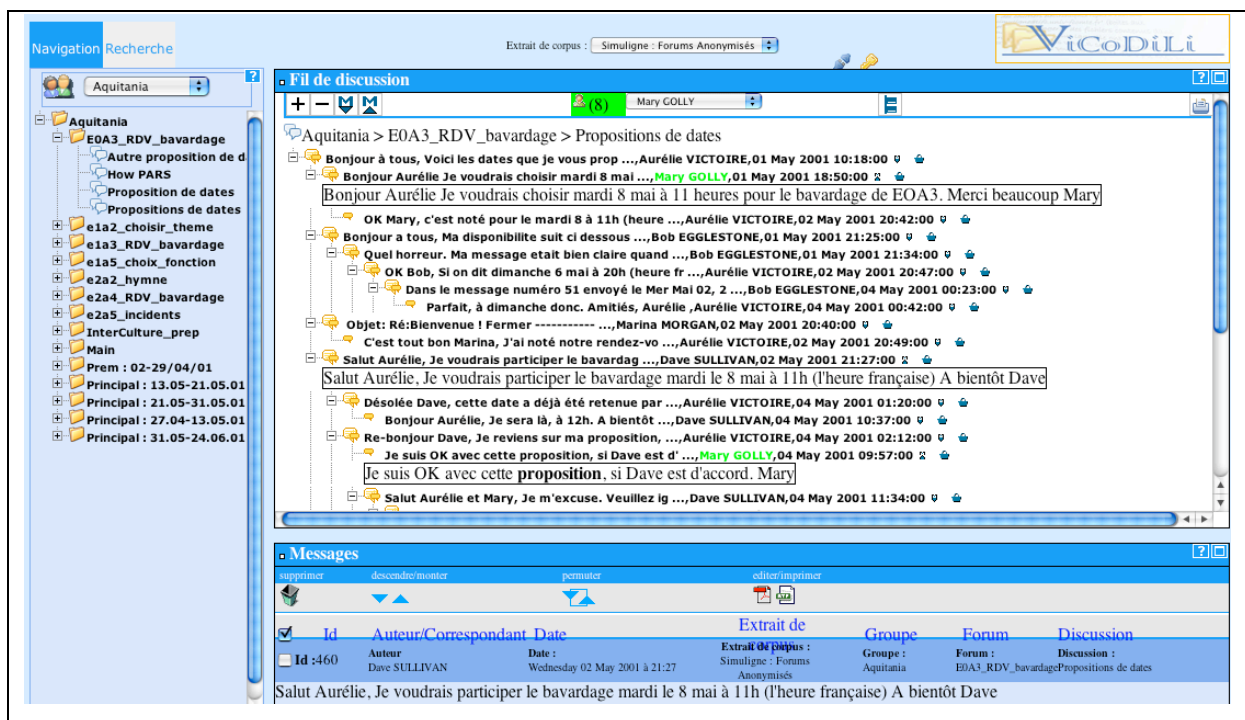 Navigation Recherche
Extrait de corpus : Simuligne : Forums Anonymisés
ViCoDiLi
Aquitania
?
Aquitania
E0A3_RDV_bavardage
Autre proposition de d
How PARS
Proposition de dates
Propositions de dates
e1a2_choisir_theme
e1a3_RDV_bavardage
e1a5_choix_fonction
e2a2_hymne
e2a4_RDV_bavardage
e2a5_incidents
InterCulture_prep
Main
Prem : 02-29/04/01
Principal : 13.05-21.05.01
Principal : 21.05-31.05.01
Principal : 27.04-13.05.01
Principal : 31.05-24.06.01
Fil de discussion ?
(8) Mary GOLLY
Aquitania > E0A3_RDV_bavardage > Propositions de dates
Bonjour à tous, Voici les dates que je vous prop ...,Aurélie VICTOIRE,01 May 2001 10:18:00
Bonjour Aurélie Je voudrais choisir mardi 8 mai ...,Mary GOLLY,01 May 2001 18:50:00
Bonjour Aurélie Je voudrais choisir mardi 8 mai à 11 heures pour le bavardage de EOA3. Merci beaucoup Mary
OK Mary, c'est noté pour le mardi 8 à 11h (heure ...,Aurélie VICTOIRE,02 May 2001 20:42:00
Bonjour a tous, Ma disponibilite suit ci dessous ...,Bob EGGLESTONE,01 May 2001 21:25:00
Quel horreur. Ma message etait bien claire quand ...,Bob EGGLESTONE,01 May 2001 21:34:00
OK Bob, Si on dit dimanche 6 mai à 20h (heure fr ...,Aurélie VICTOIRE,02 May 2001 20:47:00
Dans le message numéro 51 envoyé le Mer Mai 02, 2 ...,Bob EGGLESTONE,04 May 2001 00:23:00
Parfait, à dimanche donc. Amitiés, Aurélie ,Aurélie VICTOIRE,04 May 2001 00:42:00
Objet: Ré:Bienvenue ! Fermer ----------- ...,Marina MORGAN,02 May 2001 20:40:00
C'est tout bon Marina, J'ai noté notre rendez-vo ...,Aurélie VICTOIRE,02 May 2001 20:49:00
Salut Aurélie, Je voudrais participer le bavardag ...,Dave SULLIVAN,02 May 2001 21:27:00
Salut Aurélie, Je voudrais participer le bavardage mardi le 8 mai à 11h (l'heure française) A bientôt Dave
Désolée Dave, cette date a déjà été retenue par ...,Aurélie VICTOIRE,04 May 2001 01:20:00
Bonjour Aurélie, Je sera là, à 12h. A bientôt ...,Dave SULLIVAN,04 May 2001 10:37:00
Re-bonjour Dave, Je reviens sur ma proposition, ...,Aurélie VICTOIRE,04 May 2001 02:12:00
Je suis OK avec cette proposition, si Dave est d' ...,Mary GOLLY,04 May 2001 09:57:00
Je suis OK avec cette proposition, si Dave est d'accord. Mary
Salut Aurélie et Mary, Je m'excuse. Veuillez ig ...,Dave SULLIVAN,04 May 2001 11:34:00
Messages ?
supprimer descendre/monter permuter editer/imprimer
Id Auteur/Correspondant Date Extrait de corpus Groupe Forum Discussion
Id :460 Auteur Date : Extrait de corpus : Groupe : Forum : Discussion :
Dave SULLIVAN Wednesday 02 May 2001 à 21:27 Simuligne : Forums Anonymisés Aquitania E0A3_RDV_bavardage Propositions de dates
Salut Aurélie, Je voudrais participer le bavardage mardi le 8 mai à 11h (l'heure française) A bientôt Dave